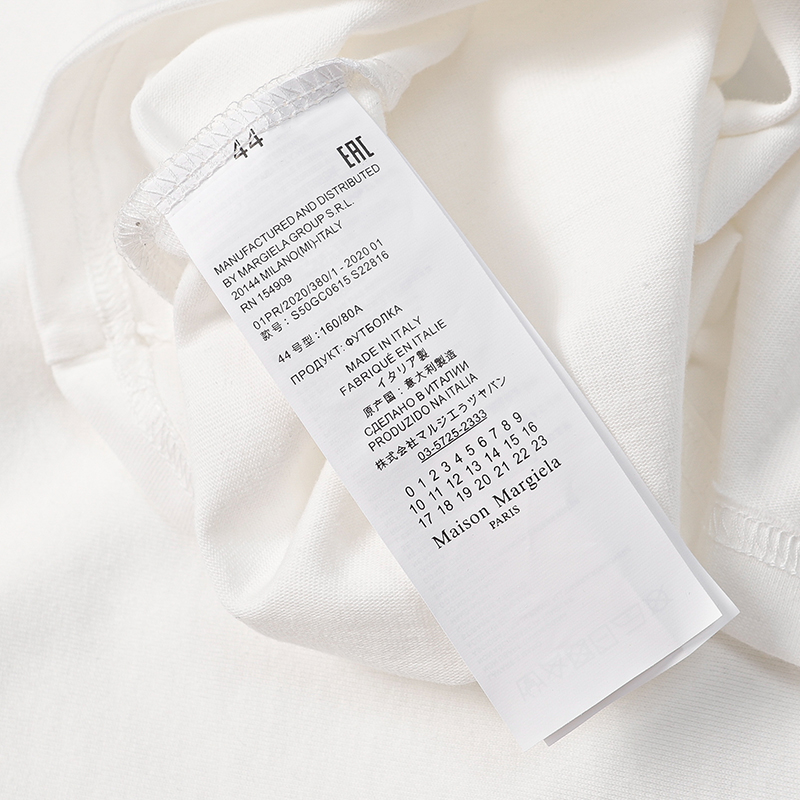 44
EAC
MANUFACTURED AND DISTRIBUTED
BY MARGIELA GROUP S.R.L.
20144 MILANO(MI)-ITALY
RN 154909
01PR/2020/380/1 - 2020 01
款号: S50GC0615 S22816
44 号型: 160/80A
ПРОДУКТ: ФУТБОЛКА
MADE IN ITALY
FABRIQUÉ EN ITALIE
イタリア製
原产国: 意大利製造
СДЕЛАНО В ИТАЛИИ
PRODUZIDO NA ITALIA
株式会社マルジエラジャパン
03-5725-2333
0 1 2 3 4 5 6 7 8 9
10 11 12 13 14 15 16
17 18 19 20 21 22 23
Maison Margiela
PARIS